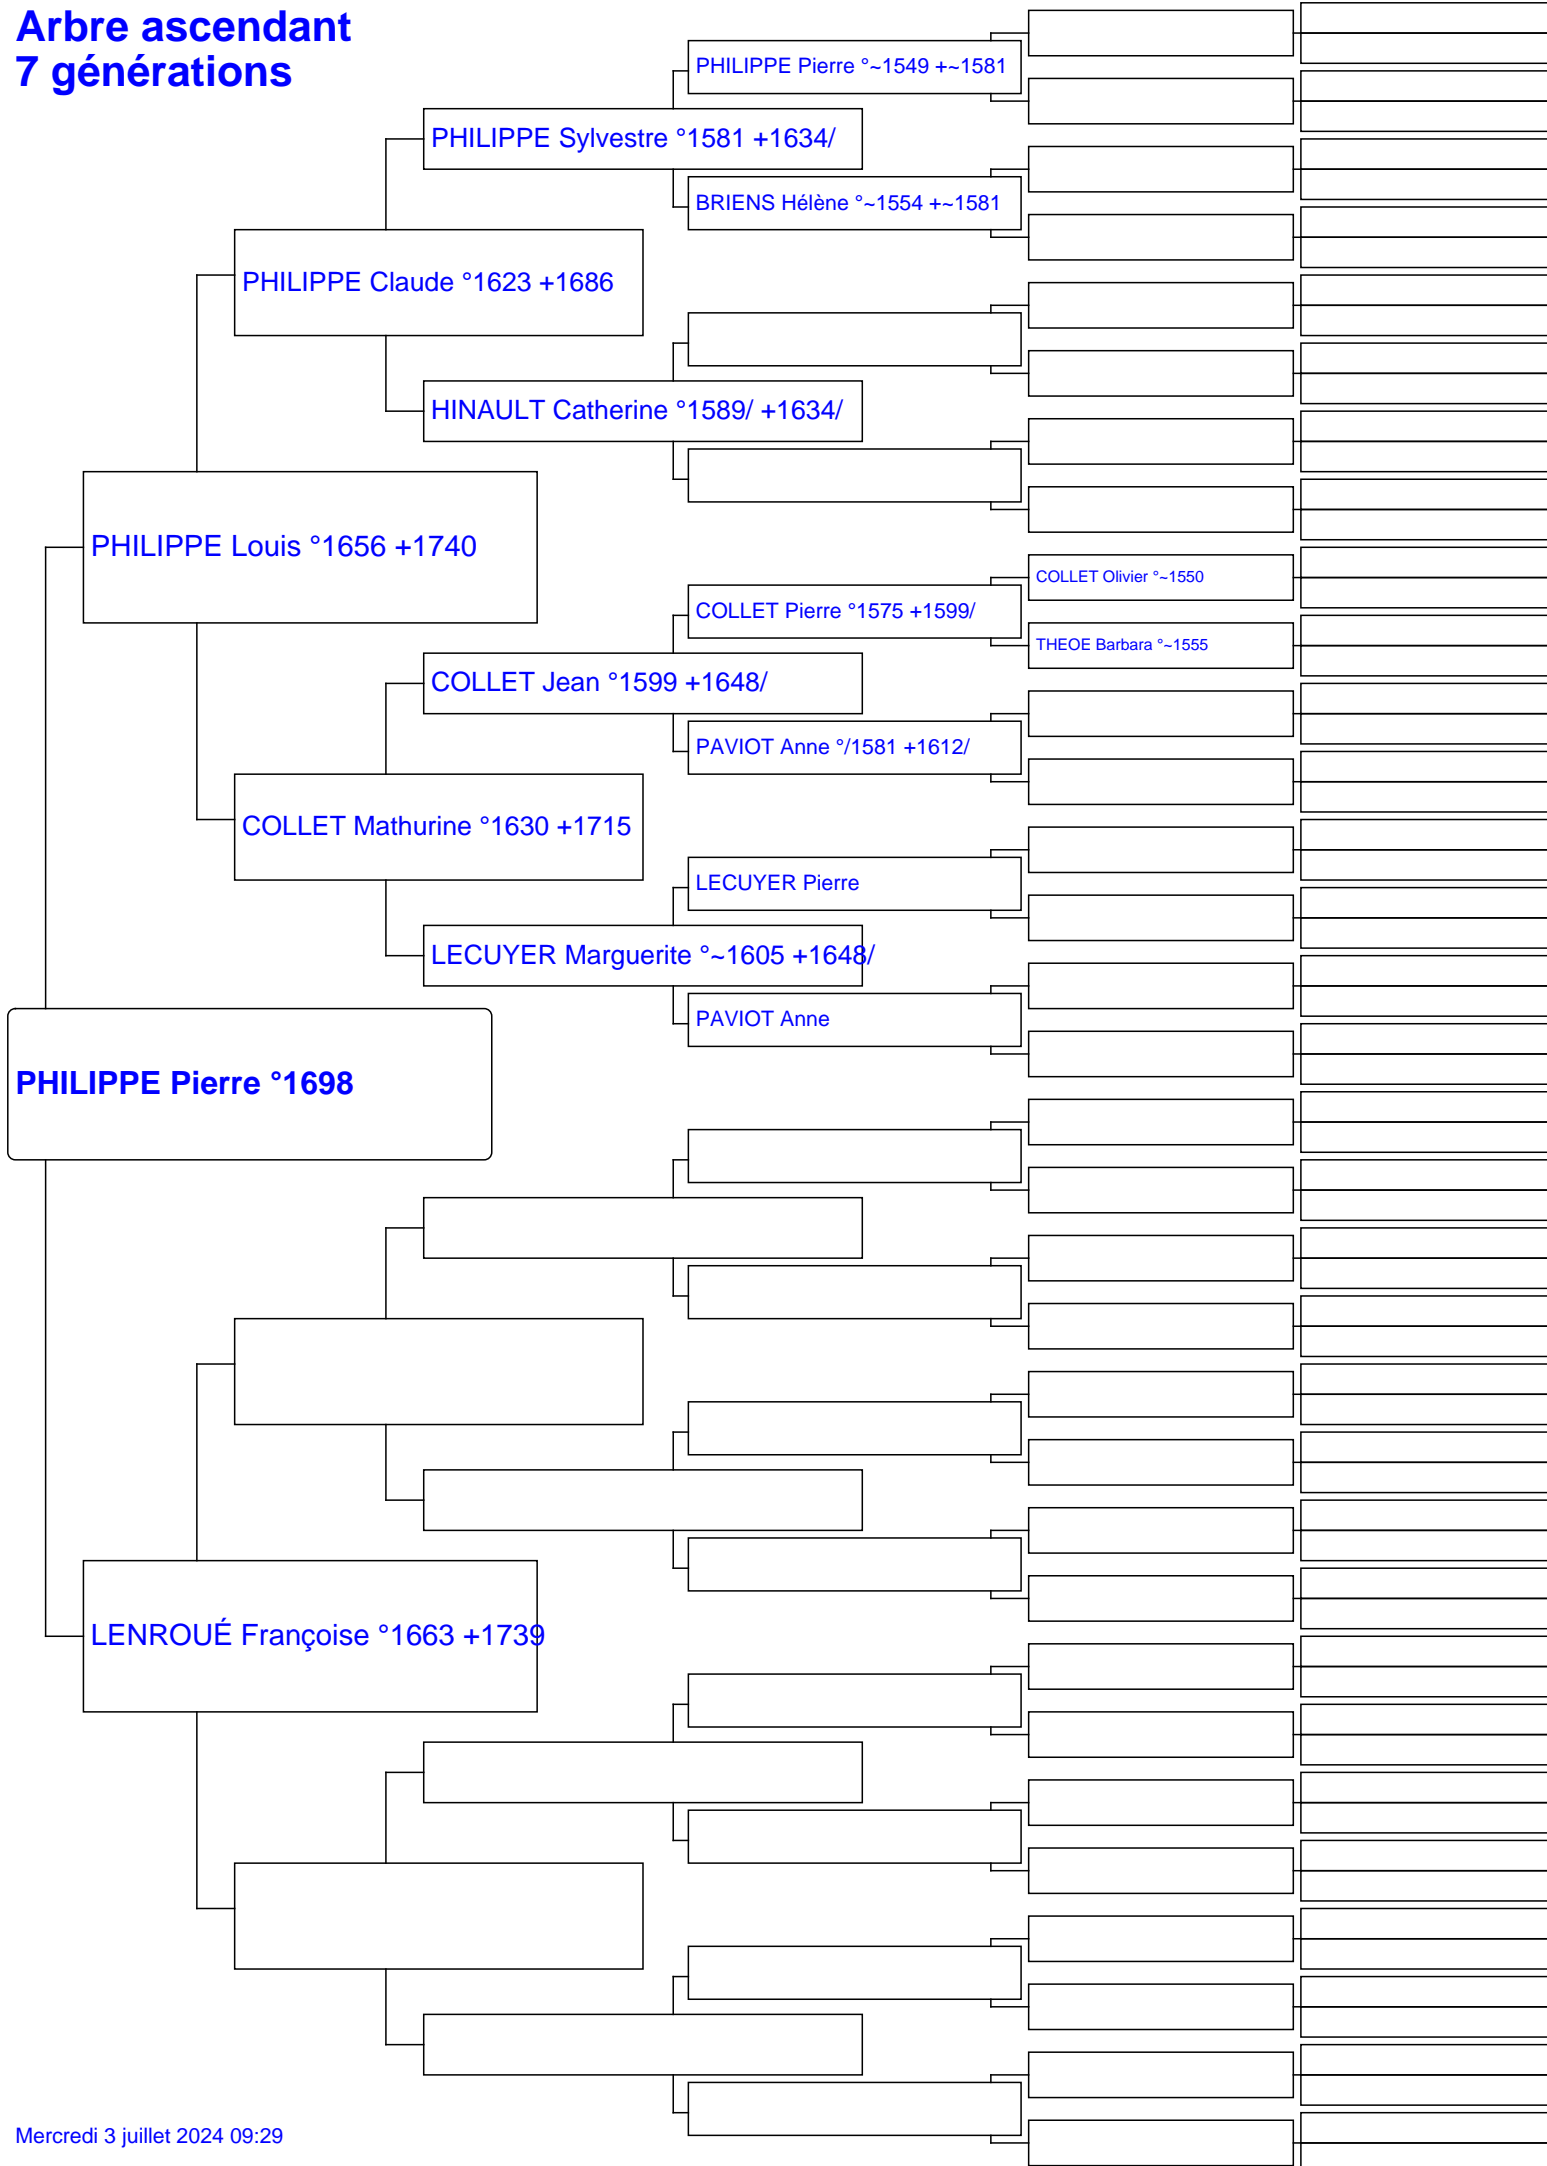 Arbre ascendant
7 générations
PHILIPPE Pierre °~1549 +~1581
PHILIPPE Sylvestre °1581 +1634/
BRIENS Hélène °~1554 +~1581
PHILIPPE Claude °1623 +1686
HINAULT Catherine °1589/ +1634/
PHILIPPE Louis °1656 +1740
COLLET Olivier °~1550
COLLET Pierre °1575 +1599/
THEOE Barbara °~1555
COLLET Jean °1599 +1648/
PAVIOT Anne °/1581 +1612/
COLLET Mathurine °1630 +1715
LECUYER Pierre
LECUYER Marguerite °~1605 +1648/
PAVIOT Anne
PHILIPPE Pierre °1698
LENROUÉ Françoise °1663 +1739
Mercredi 3 juillet 2024 09:29